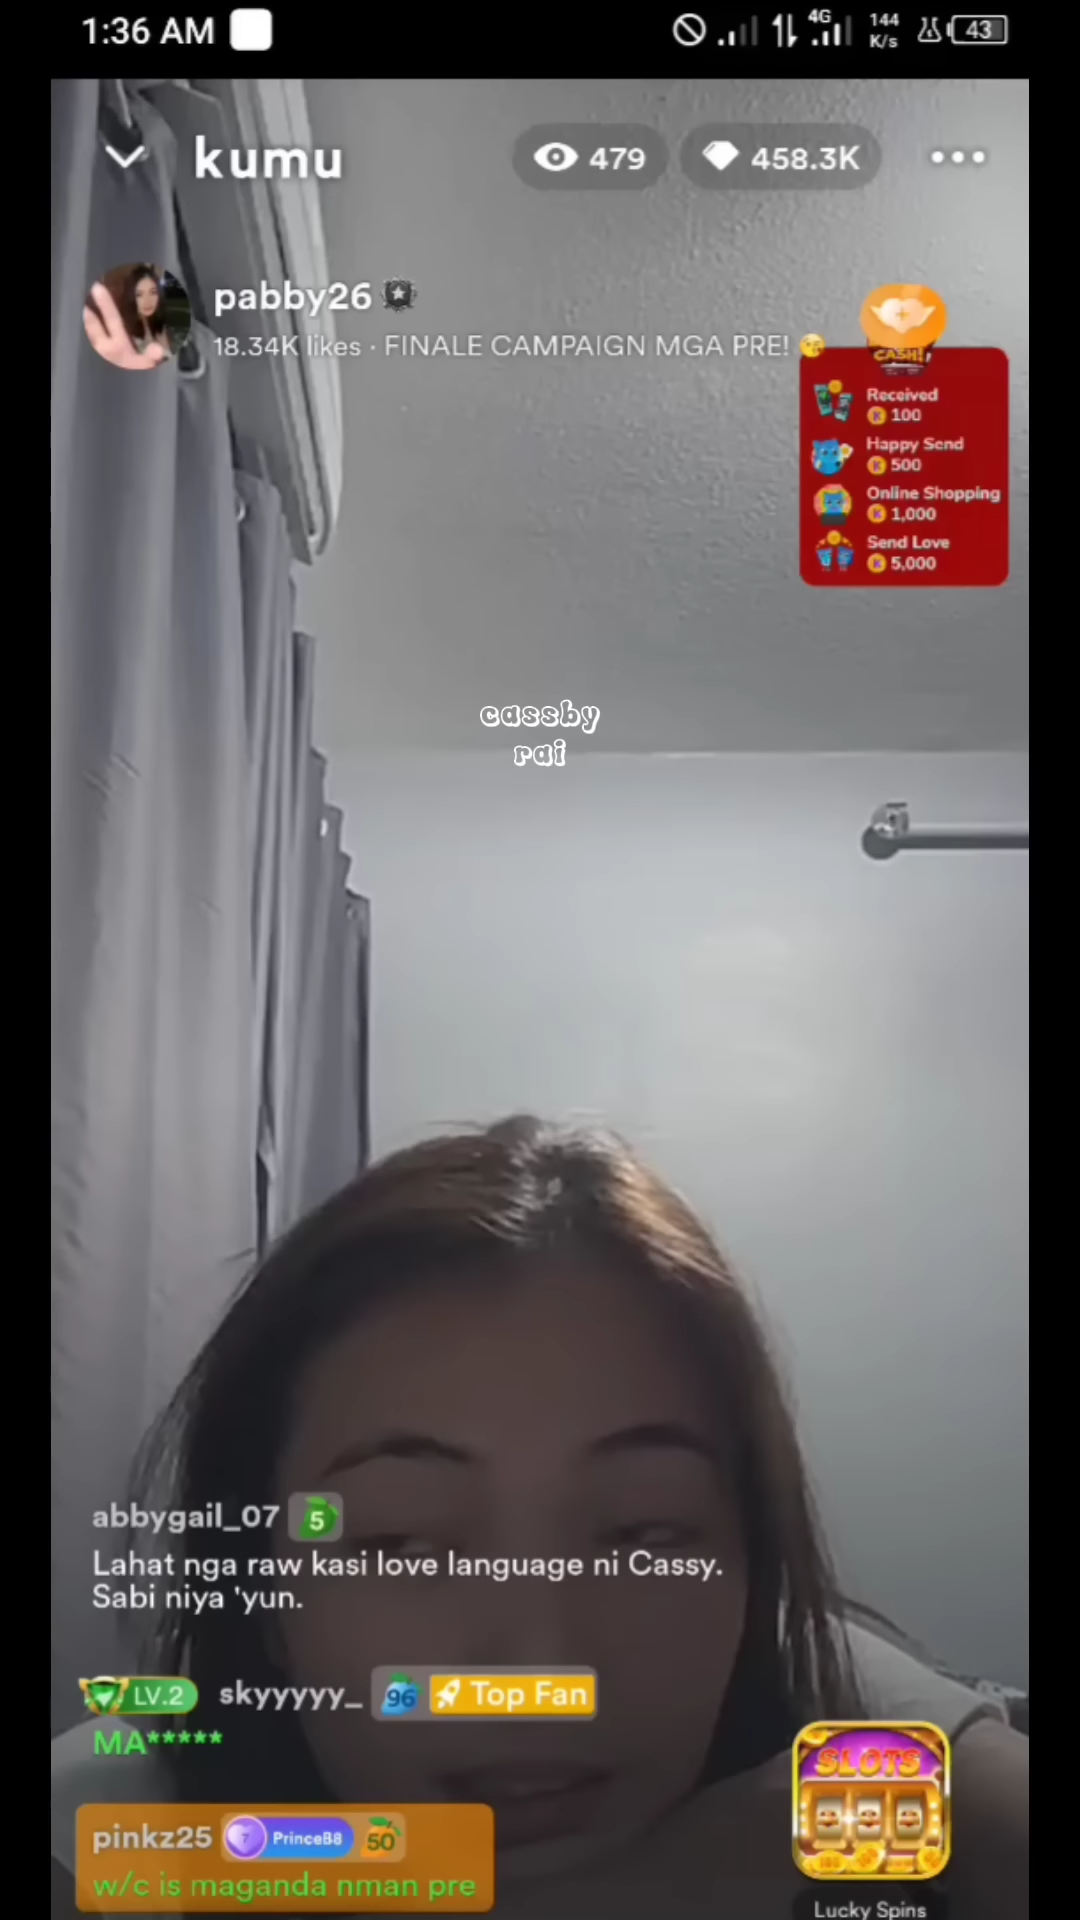 1:36 AM
4G
144
K/s
43
kumu
479
458.3K
pabby26
18.34K likes · FINALE CAMPAIGN MGA PRE! 😘
CASH!
Received
100
Happy Send
500
Online Shopping
1,000
Send Love
5,000
cassby
rai
abbygail_07 5
Lahat nga raw kasi love language ni Cassy.
Sabi niya 'yun.
LV.2 skyyyyy_ 96 Top Fan
MA*****
SLOTS
pinkz25 7 PrinceB8 50
w/c is maganda nman pre
Lucky Spins